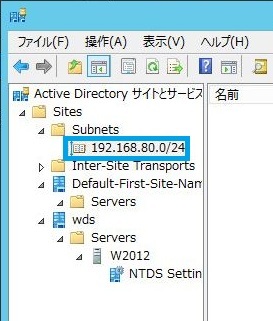 ファイル(F) 操作(A) 表示(V) ヘルプ(H)
Active Directory サイトとサービス 名前
Sites
Subnets
192.168.80.0/24
Inter-Site Transports
Default-First-Site-Nam
Servers
wds
Servers
W2012
NTDS Settin